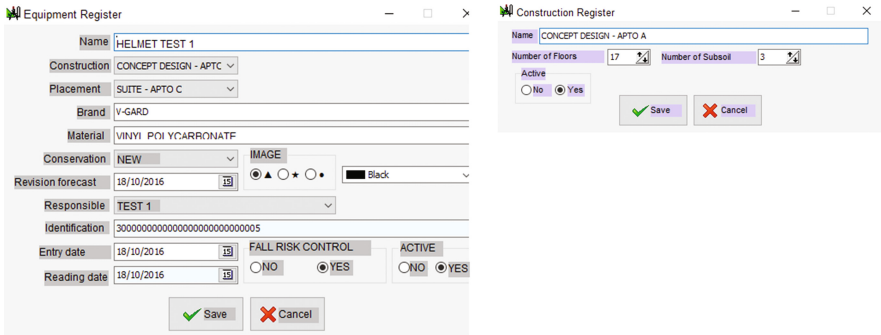 Equipment Register
Name HELMET TEST 1
Construction CONCEPT DESIGN - APTC
Placement SUITE - APTO C
Brand V-GARD
Material VINYL POLYCARBONATE
Conservation NEW IMAGE
Revision forecast 18/10/2016 15 Black
Responsible TEST 1
Identification
Entry date 18/10/2016 15 FALL RISK CONTROL ACTIVE
Reading date 18/10/2016 15 NO YES NO YES
Save Cancel
Construction Register
Name CONCEPT DESIGN - APTO A
Number of Floors 17 Number of Subsoil 3
Active
No Yes
Save Cancel